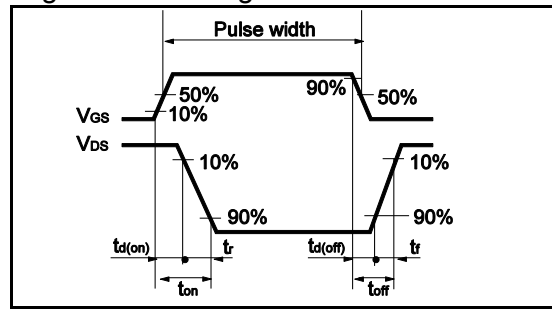 Pulse width
90%
50%
50%
10%
VGS
VDS
10%
10%
90%
90%
td(on)
tr
td(off)
tf
ton
toff